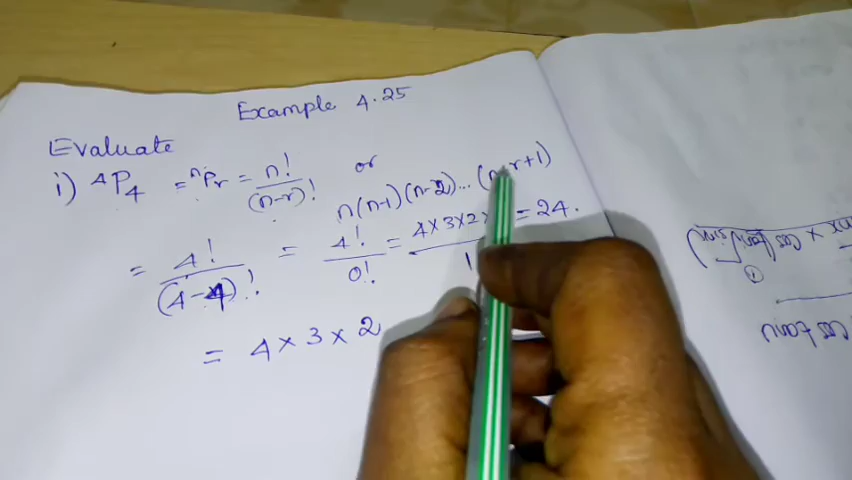 Example 4.25
Evaluate
i) ⁴P₄ = ⁿPᵣ = n!/(n-r)! or
n(n-1)(n-2)...(n-r+1)
= 4!/(4-4)! = 4!/0! = 4×3×2×/1 = 24.
= 4 × 3 × 2